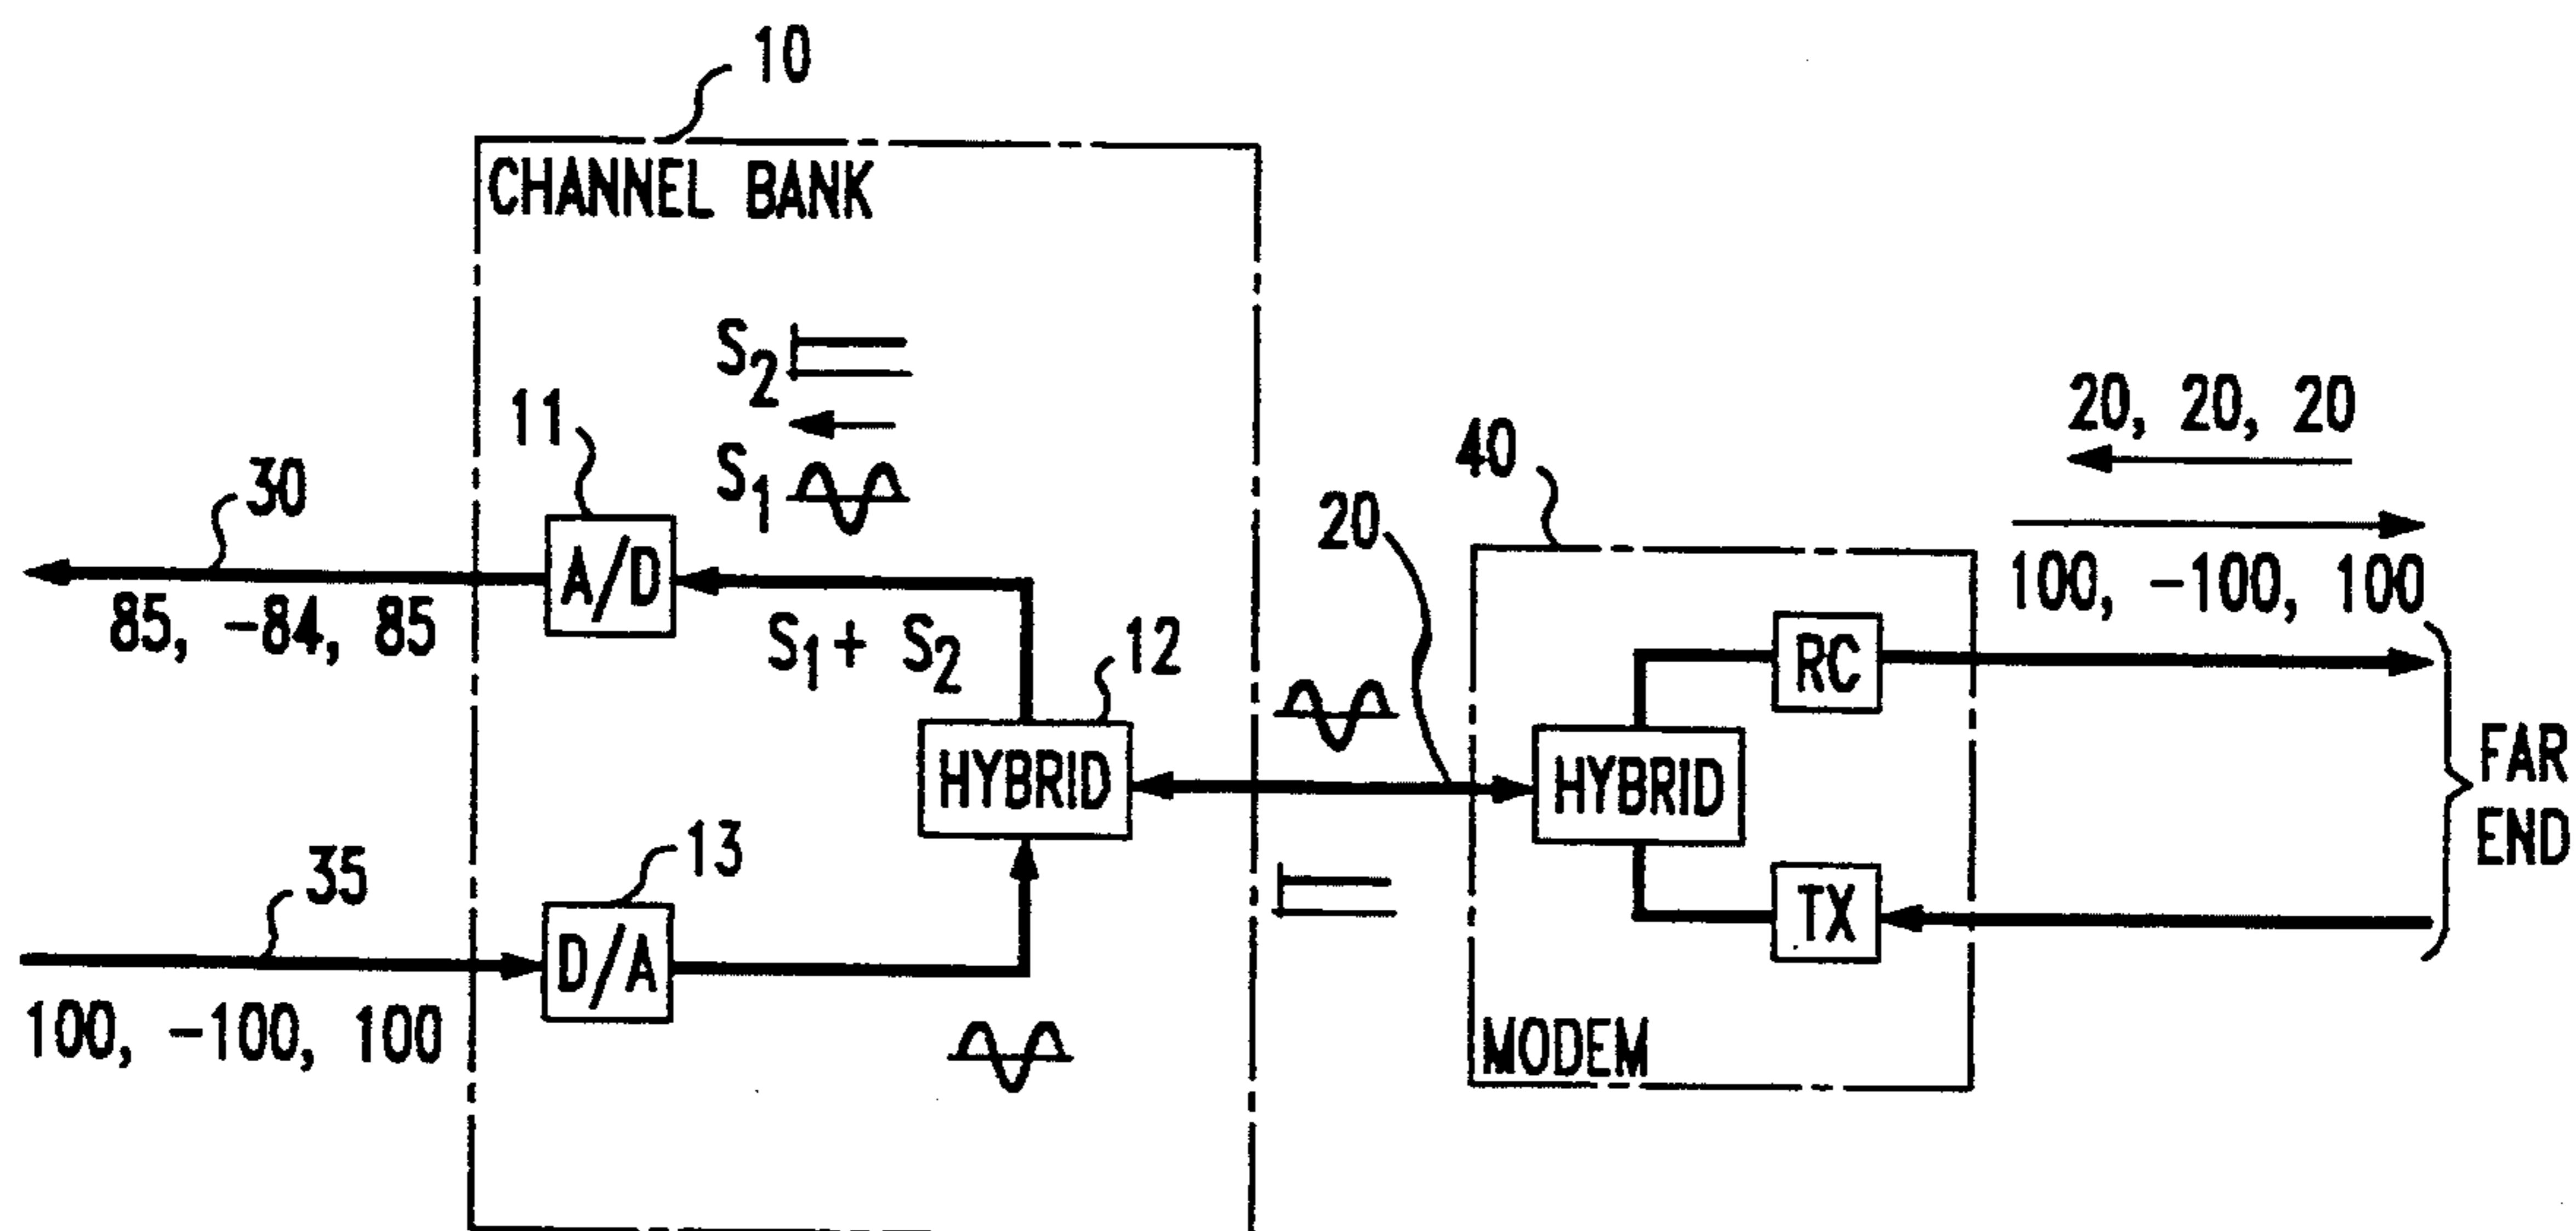 10
CHANNEL BANK
S2
11
S1
30
A/D
85, -84, 85
S1 + S2
12
HYBRID
35
13
D/A
100, -100, 100
20
40
20, 20, 20
100, -100, 100
RC
HYBRID
TX
MODEM
FAR
END